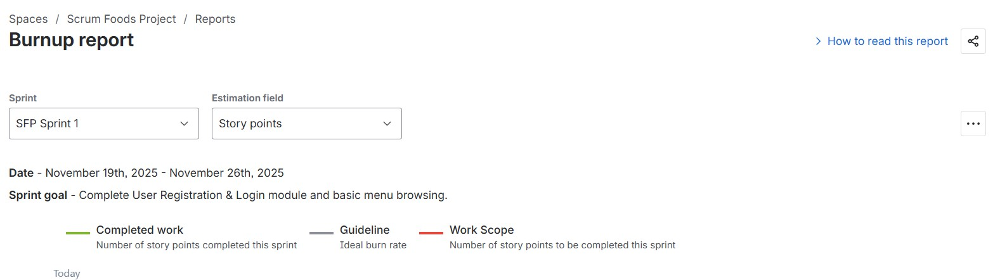 Spaces / Scrum Foods Project / Reports
Burnup report
How to read this report
Sprint
Estimation field
SFP Sprint 1
Story points
Date - November 19th, 2025 - November 26th, 2025
Sprint goal - Complete User Registration & Login module and basic menu browsing.
Completed work
Number of story points completed this sprint
Guideline
Ideal burn rate
Work Scope
Number of story points to be completed this sprint
Today